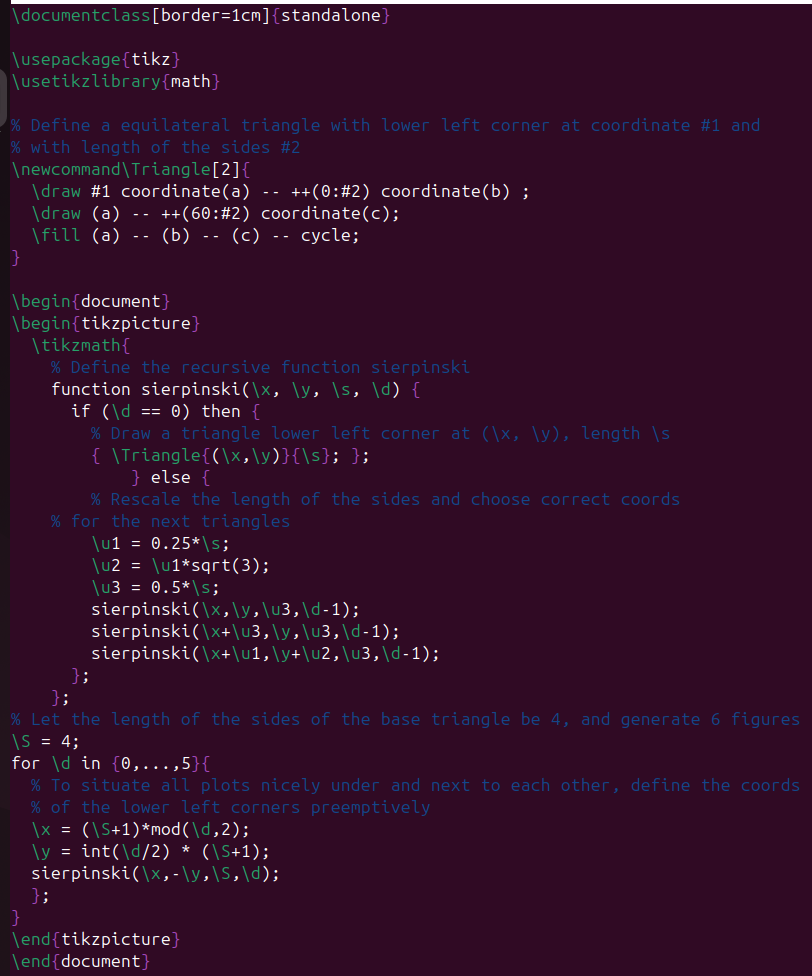 \documentclass[border=1cm]{standalone}

\usepackage{tikz}
\usetikzlibrary{math}

% Define a equilateral triangle with lower left corner at coordinate #1 and
% with length of the sides #2
\newcommand\Triangle[2]{
  \draw #1 coordinate(a) -- ++(0:#2) coordinate(b) ;
  \draw (a) -- ++(60:#2) coordinate(c);
  \fill (a) -- (b) -- (c) -- cycle;
}

\begin{document}
\begin{tikzpicture}
  \tikzmath{
    % Define the recursive function sierpinski
    function sierpinski(\x, \y, \s, \d) {
      if (\d == 0) then {
        % Draw a triangle lower left corner at (\x, \y), length \s
        { \Triangle{(\x,\y)}{\s}; };
            } else {
        % Rescale the length of the sides and choose correct coords
    % for the next triangles
        \u1 = 0.25*\s;
        \u2 = \u1*sqrt(3);
        \u3 = 0.5*\s;
        sierpinski(\x,\y,\u3,\d-1);
        sierpinski(\x+\u3,\y,\u3,\d-1);
        sierpinski(\x+\u1,\y+\u2,\u3,\d-1);
      };
    };
% Let the length of the sides of the base triangle be 4, and generate 6 figures
\S = 4;
for \d in {0,...,5}{
  % To situate all plots nicely under and next to each other, define the coords
  % of the lower left corners preemptively
  \x = (\S+1)*mod(\d,2);
  \y = int(\d/2) * (\S+1);
  sierpinski(\x,-\y,\S,\d);
  };
}
\end{tikzpicture}
\end{document}